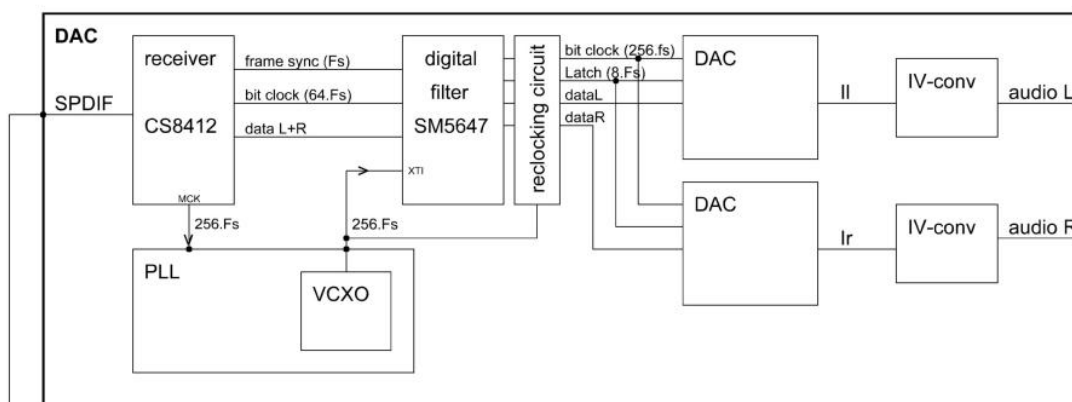 DAC
SPDIF
receiver
CS8412
MCK
frame sync (Fs)
bit clock (64.Fs)
data L+R
digital
filter
SM5647
XTI
reclocking circuit
bit clock (256.fs)
Latch (8.Fs)
dataL
dataR
DAC
Il
IV-conv
audio L
DAC
Ir
IV-conv
audio R
256.Fs
256.Fs
PLL
VCXO